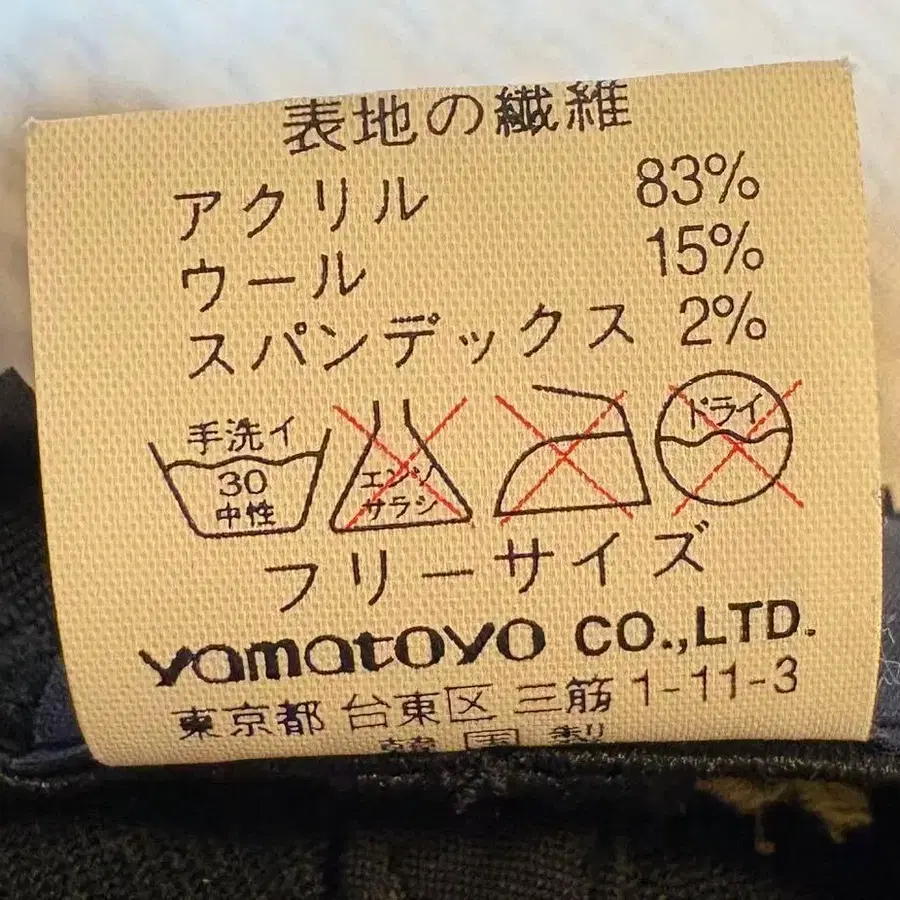 表地の繊維
アクリル 83%
ウール 15%
スパンデックス 2%
手洗イ
30
中性
エンソ
サラシ
ドライ
フリーサイズ
yamatoyo CO.,LTD.
東京都 台東区 三筋 1-11-3
韓国製